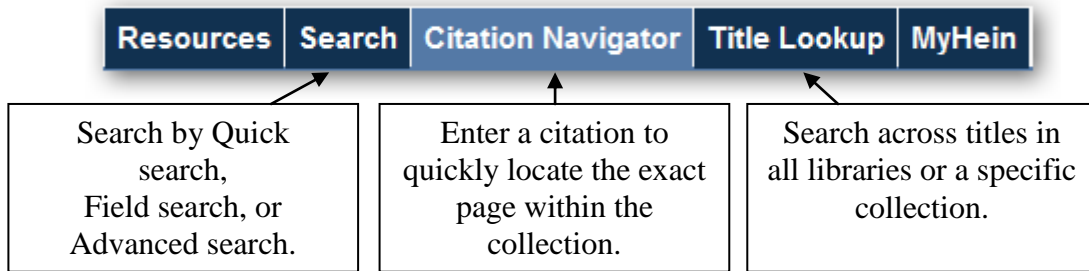 Resources Search Citation Navigator Title Lookup MyHein
Search by Quick
search,
Field search, or
Advanced search.
Enter a citation to
quickly locate the exact
page within the
collection.
Search across titles in
all libraries or a specific
collection.